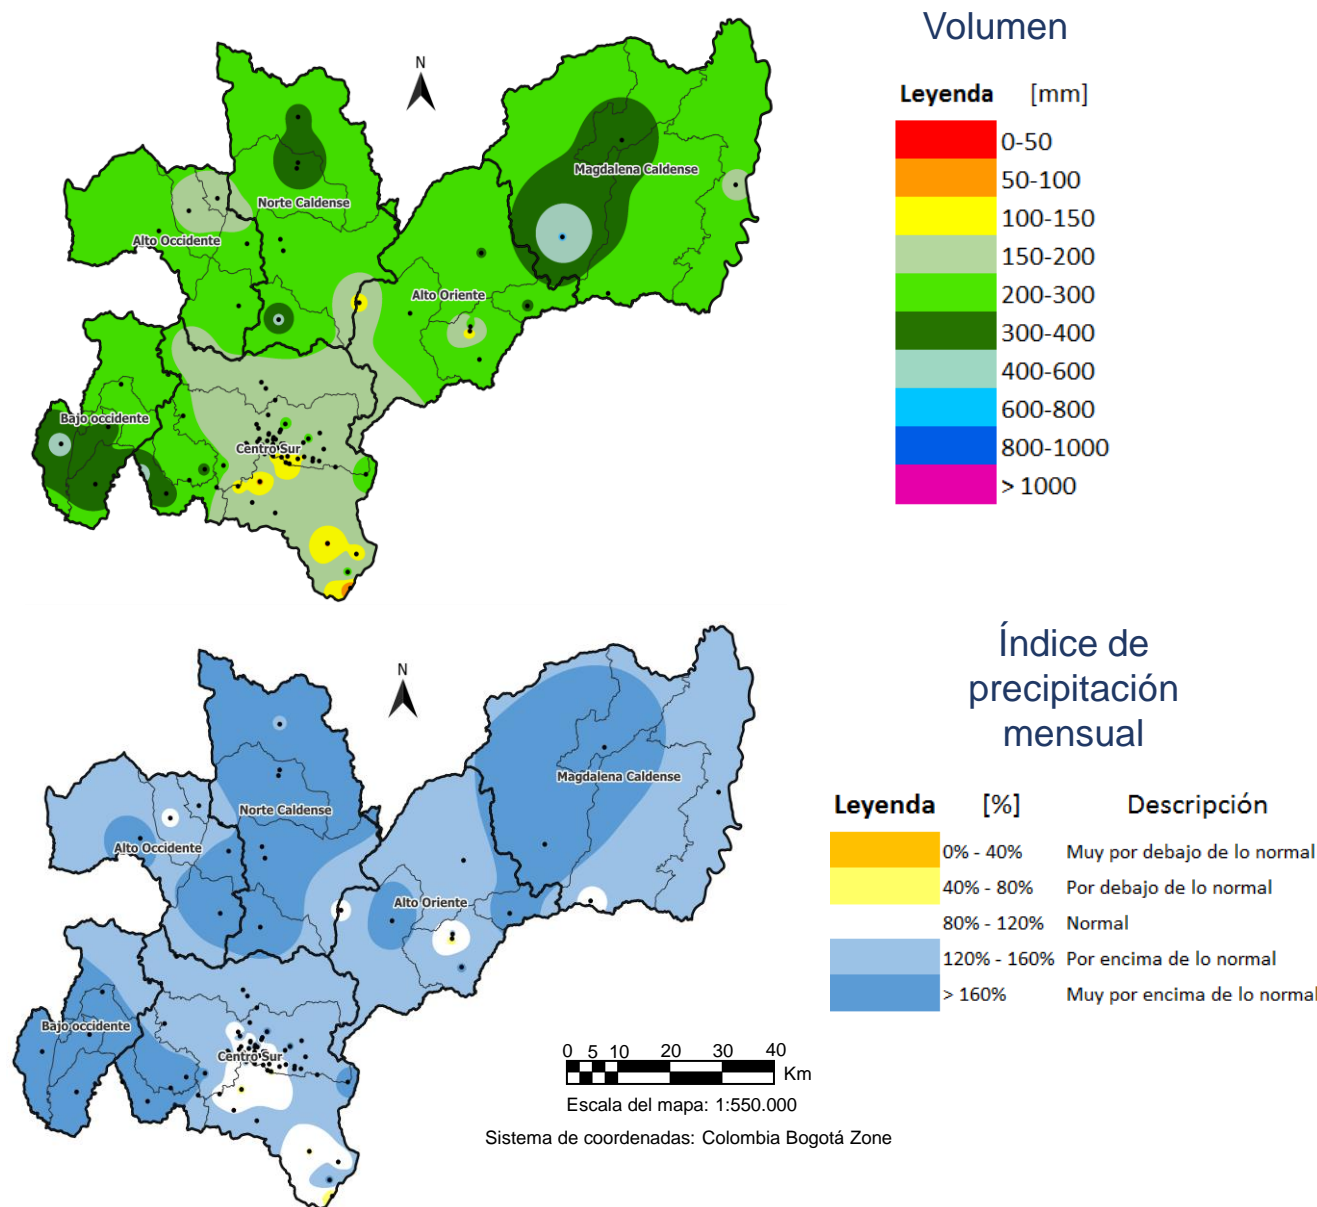 Volumen
Leyenda [mm]
0-50
50-100
100-150
150-200
200-300
300-400
400-600
600-800
800-1000
> 1000
N
Magdalena Caldense
Norte Caldense
Alto Occidente
Alto Oriente
Bajo occidente
Centro Sur
Índice de
precipitación
mensual
Leyenda [%] Descripción
0% - 40% Muy por debajo de lo normal
40% - 80% Por debajo de lo normal
80% - 120% Normal
120% - 160% Por encima de lo normal
> 160% Muy por encima de lo normal
N
Magdalena Caldense
Norte Caldense
Alto Occidente
Alto Oriente
Bajo occidente
Centro Sur
0 5 10 20 30 40
Km
Escala del mapa: 1:550.000
Sistema de coordenadas: Colombia Bogotá Zone